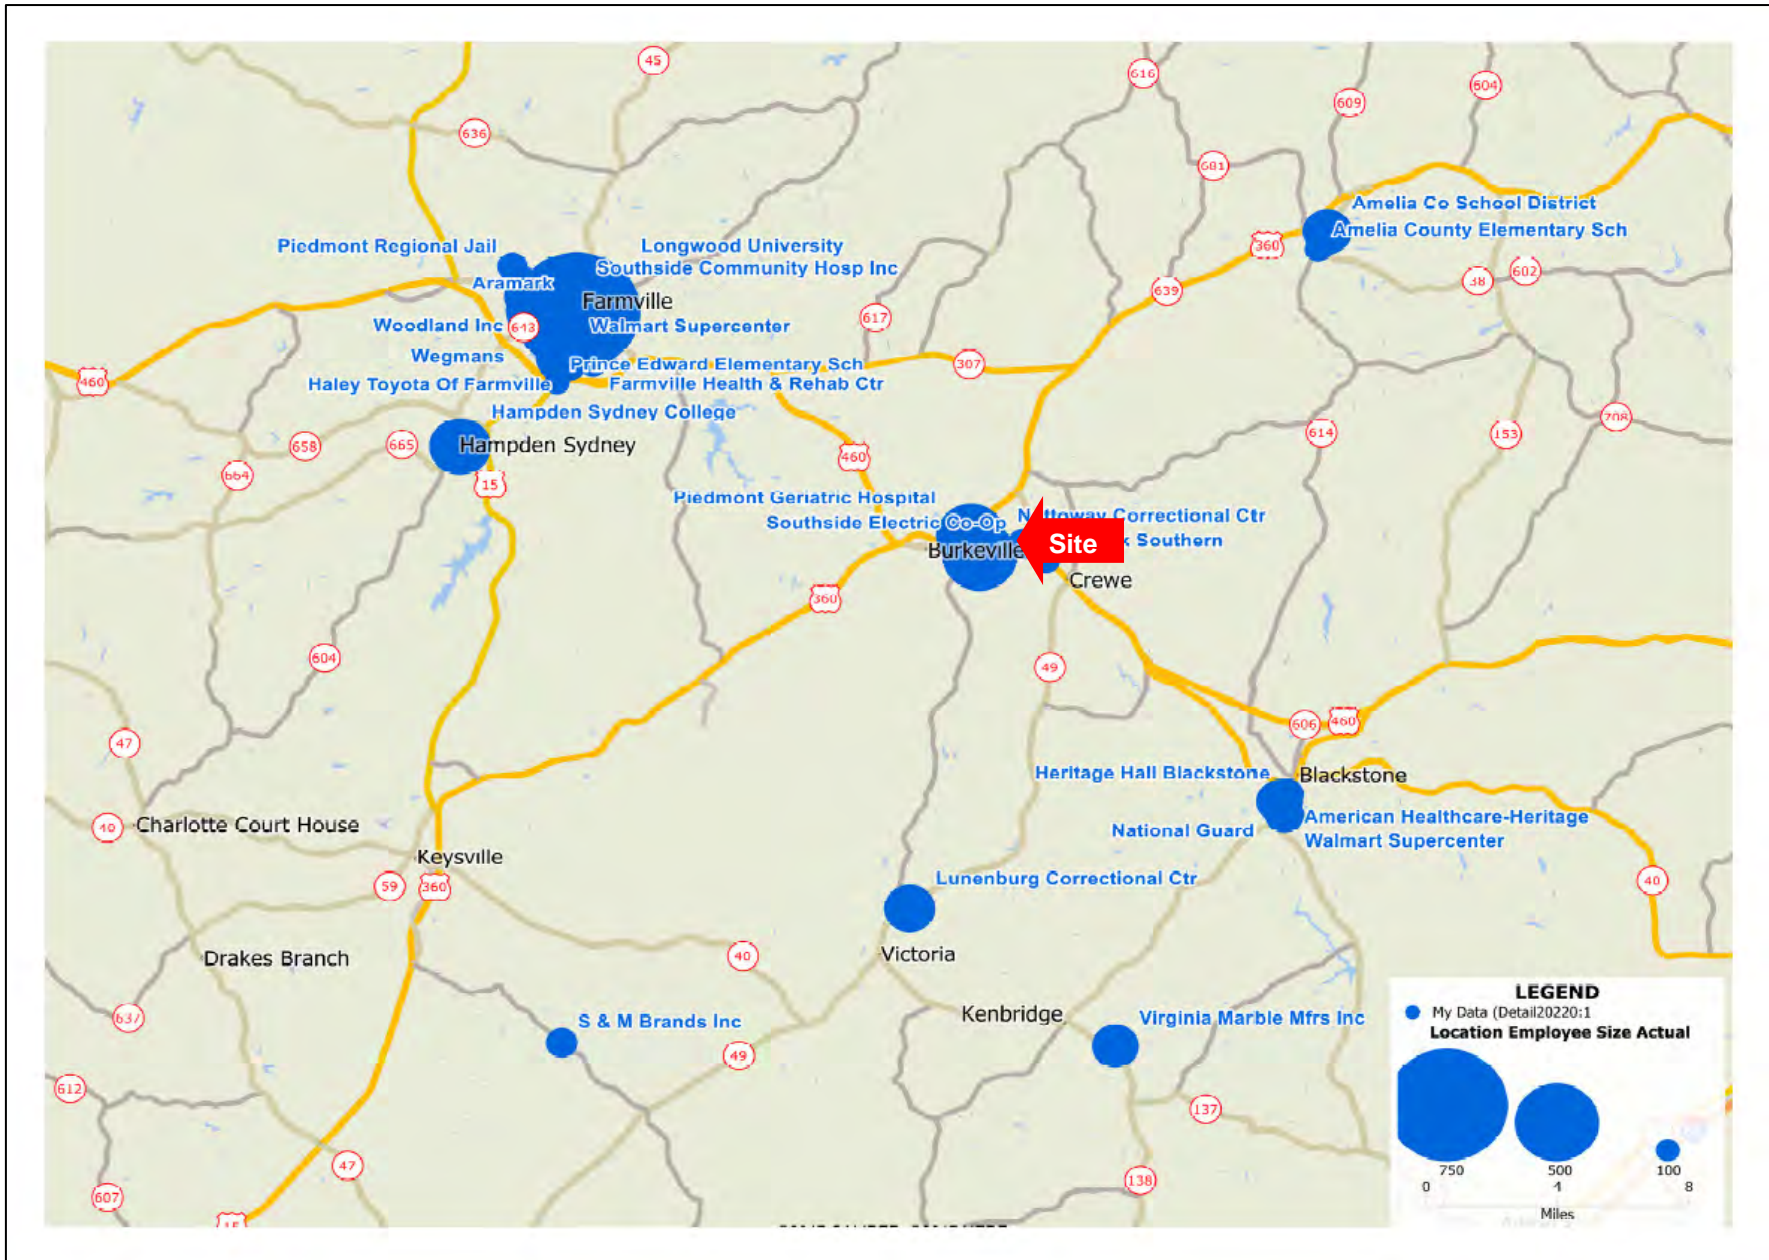 45
616
604
609
636
681
Amelia Co School District
Amelia County Elementary Sch
Piedmont Regional Jail
Longwood University
Southside Community Hosp Inc
360
602
38
Aramark
639
Farmville
Woodland Inc
643
Walmart Supercenter
617
Wegmans
Prince Edward Elementary Sch
307
460
Haley Toyota Of Farmville
Farmville Health & Rehab Ctr
Hampden Sydney College
708
658
665
Hampden Sydney
614
153
460
664
15
Piedmont Geriatric Hospital
Southside Electric Co-Op
Correctional Ctr
Site
Southern
Burkeville
Crewe
360
604
49
47
606
460
Heritage Hall Blackstone
Blackstone
40
Charlotte Court House
National Guard
American Healthcare-Heritage
Walmart Supercenter
Keysville
59
360
Lunenburg Correctional Ctr
40
Drakes Branch
40
Victoria
637
S & M Brands Inc
Kenbridge
Virginia Marble Mfrs Inc
49
612
137
47
138
607
15
LEGEND
My Data (Detail20220:1
Location Employee Size Actual
750
500
100
0
4
8
Miles